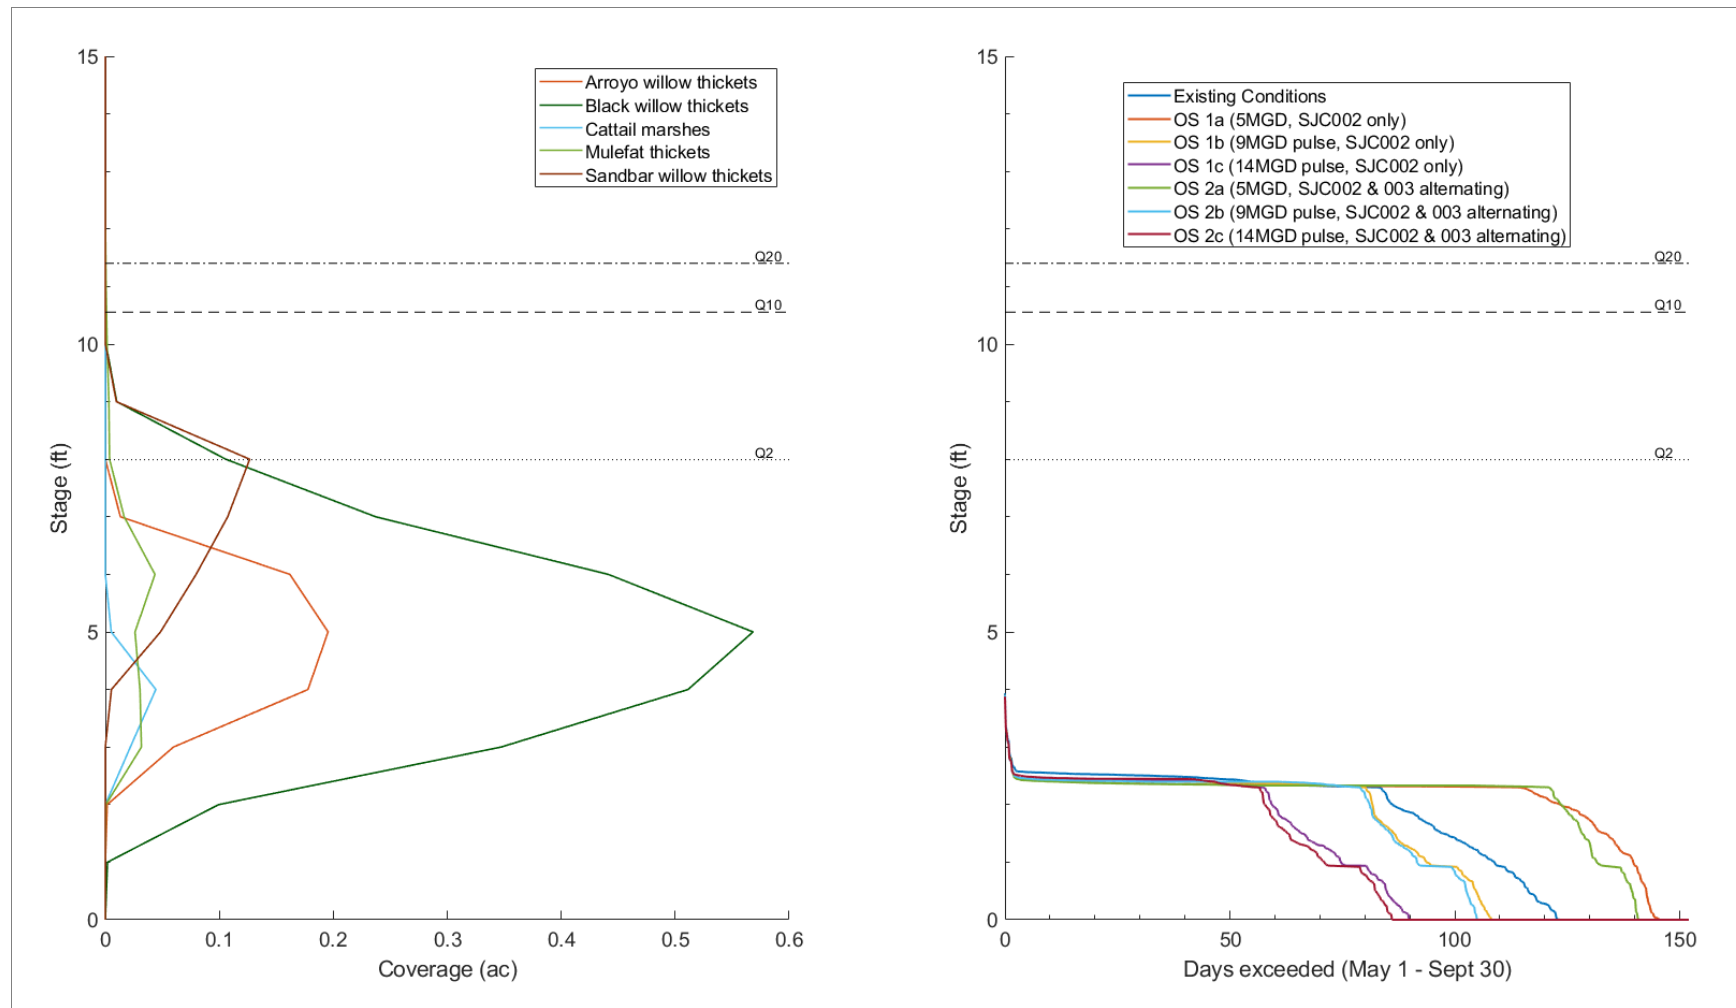 15
10
5
0
Stage (ft)
0
0.1
0.2
0.3
0.4
0.5
0.6
Coverage (ac)
Arroyo willow thickets
Black willow thickets
Cattail marshes
Mulefat thickets
Sandbar willow thickets
Q20
Q10
Q2
15
10
5
0
Stage (ft)
0
50
100
150
Days exceeded (May 1 - Sept 30)
Existing Conditions
OS 1a (5MGD, SJC002 only)
OS 1b (9MGD pulse, SJC002 only)
OS 1c (14MGD pulse, SJC002 only)
OS 2a (5MGD, SJC002 & 003 alternating)
OS 2b (9MGD pulse, SJC002 & 003 alternating)
OS 2c (14MGD pulse, SJC002 & 003 alternating)
Q20
Q10
Q2